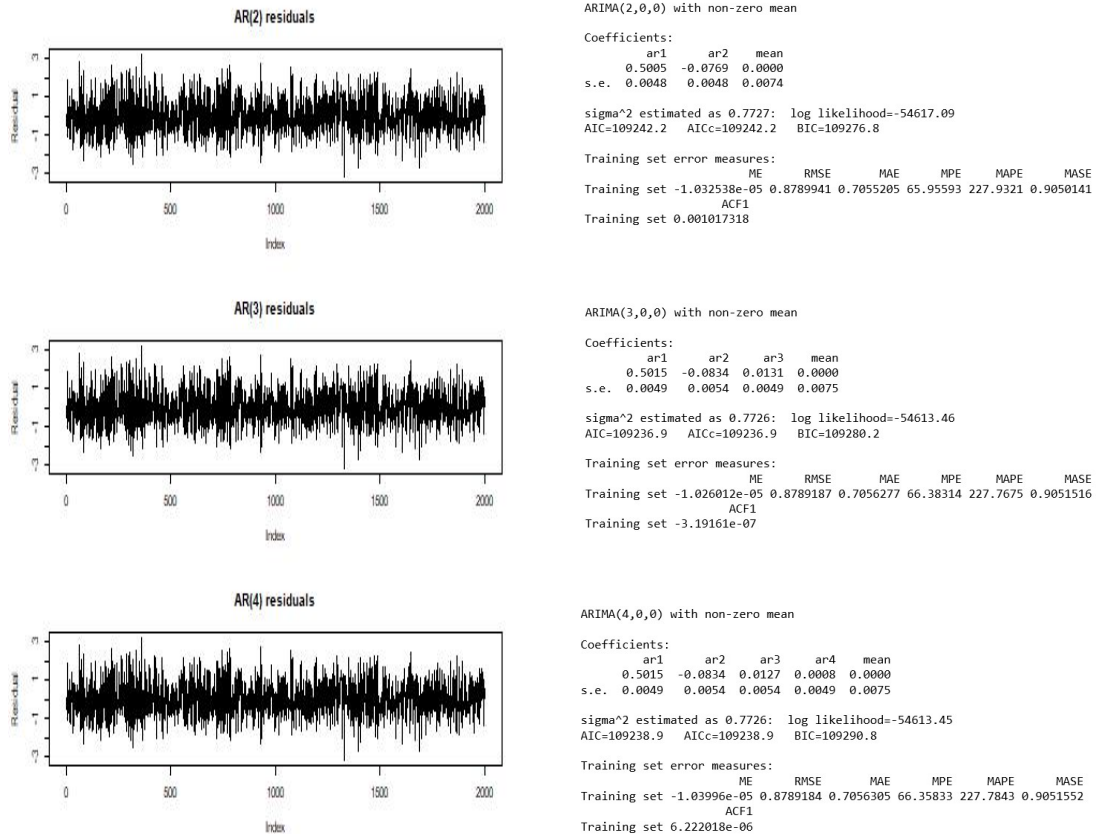 AR(2) residuals
Residual
3
1
-1
-3
0 500 1000 1500 2000
Index
ARIMA(2,0,0) with non-zero mean
Coefficients:
ar1 ar2 mean
0.5005 -0.0769 0.0000
s.e. 0.0048 0.0048 0.0074
sigma^2 estimated as 0.7727: log likelihood=-54617.09
AIC=109242.2 AICc=109242.2 BIC=109276.8
Training set error measures:
ME RMSE MAE MPE MAPE MASE
Training set -1.032538e-05 0.8789941 0.7055205 65.95593 227.9321 0.9050141
ACF1
Training set 0.001017318
AR(3) residuals
Residual
3
1
-1
-3
0 500 1000 1500 2000
Index
ARIMA(3,0,0) with non-zero mean
Coefficients:
ar1 ar2 ar3 mean
0.5015 -0.0834 0.0131 0.0000
s.e. 0.0049 0.0054 0.0049 0.0075
sigma^2 estimated as 0.7726: log likelihood=-54613.46
AIC=109236.9 AICc=109236.9 BIC=109280.2
Training set error measures:
ME RMSE MAE MPE MAPE MASE
Training set -1.026012e-05 0.8789187 0.7056277 66.38314 227.7675 0.9051516
ACF1
Training set -3.19161e-07
AR(4) residuals
Residual
3
1
-1
-3
0 500 1000 1500 2000
Index
ARIMA(4,0,0) with non-zero mean
Coefficients:
ar1 ar2 ar3 ar4 mean
0.5015 -0.0834 0.0127 0.0008 0.0000
s.e. 0.0049 0.0054 0.0054 0.0049 0.0075
sigma^2 estimated as 0.7726: log likelihood=-54613.45
AIC=109238.9 AICc=109238.9 BIC=109290.8
Training set error measures:
ME RMSE MAE MPE MAPE MASE
Training set -1.03996e-05 0.8789184 0.7056305 66.35833 227.7843 0.9051552
ACF1
Training set 6.222018e-06